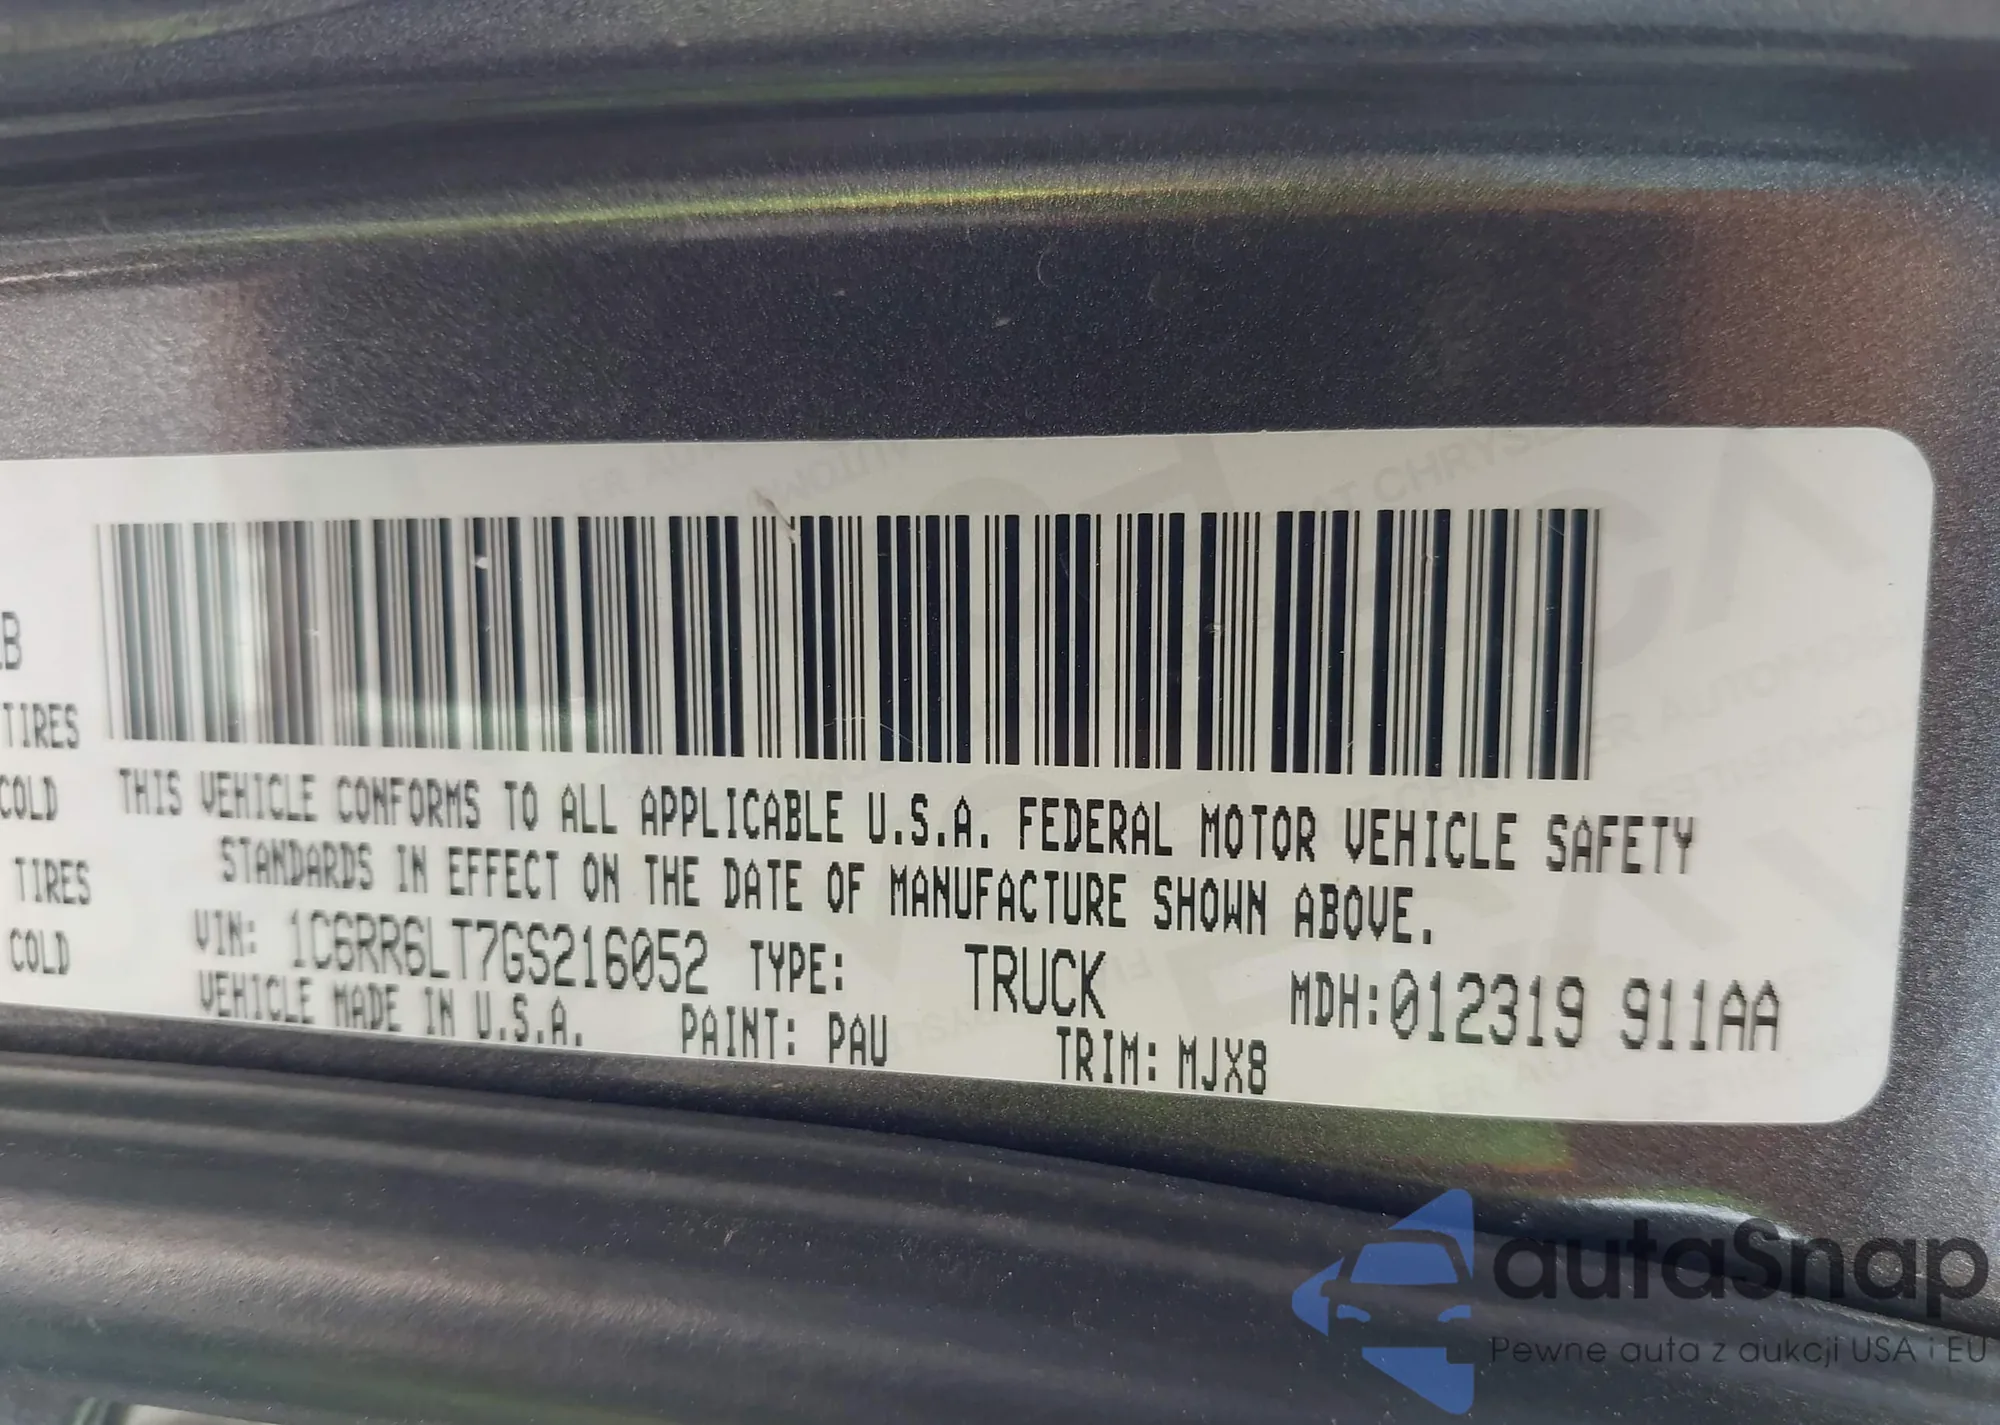 LB
TIRES
COLD
TIRES
COLD
THIS VEHICLE CONFORMS TO ALL APPLICABLE U.S.A. FEDERAL MOTOR VEHICLE SAFETY
STANDARDS IN EFFECT ON THE DATE OF MANUFACTURE SHOWN ABOVE.
VIN: 1C6RR6LT7GS216052 TYPE: TRUCK MDH:012319 911AA
VEHICLE MADE IN U.S.A. PAINT: PAU TRIM: MJX8
autaSnap
Pewne auta z aukcji USA i EU